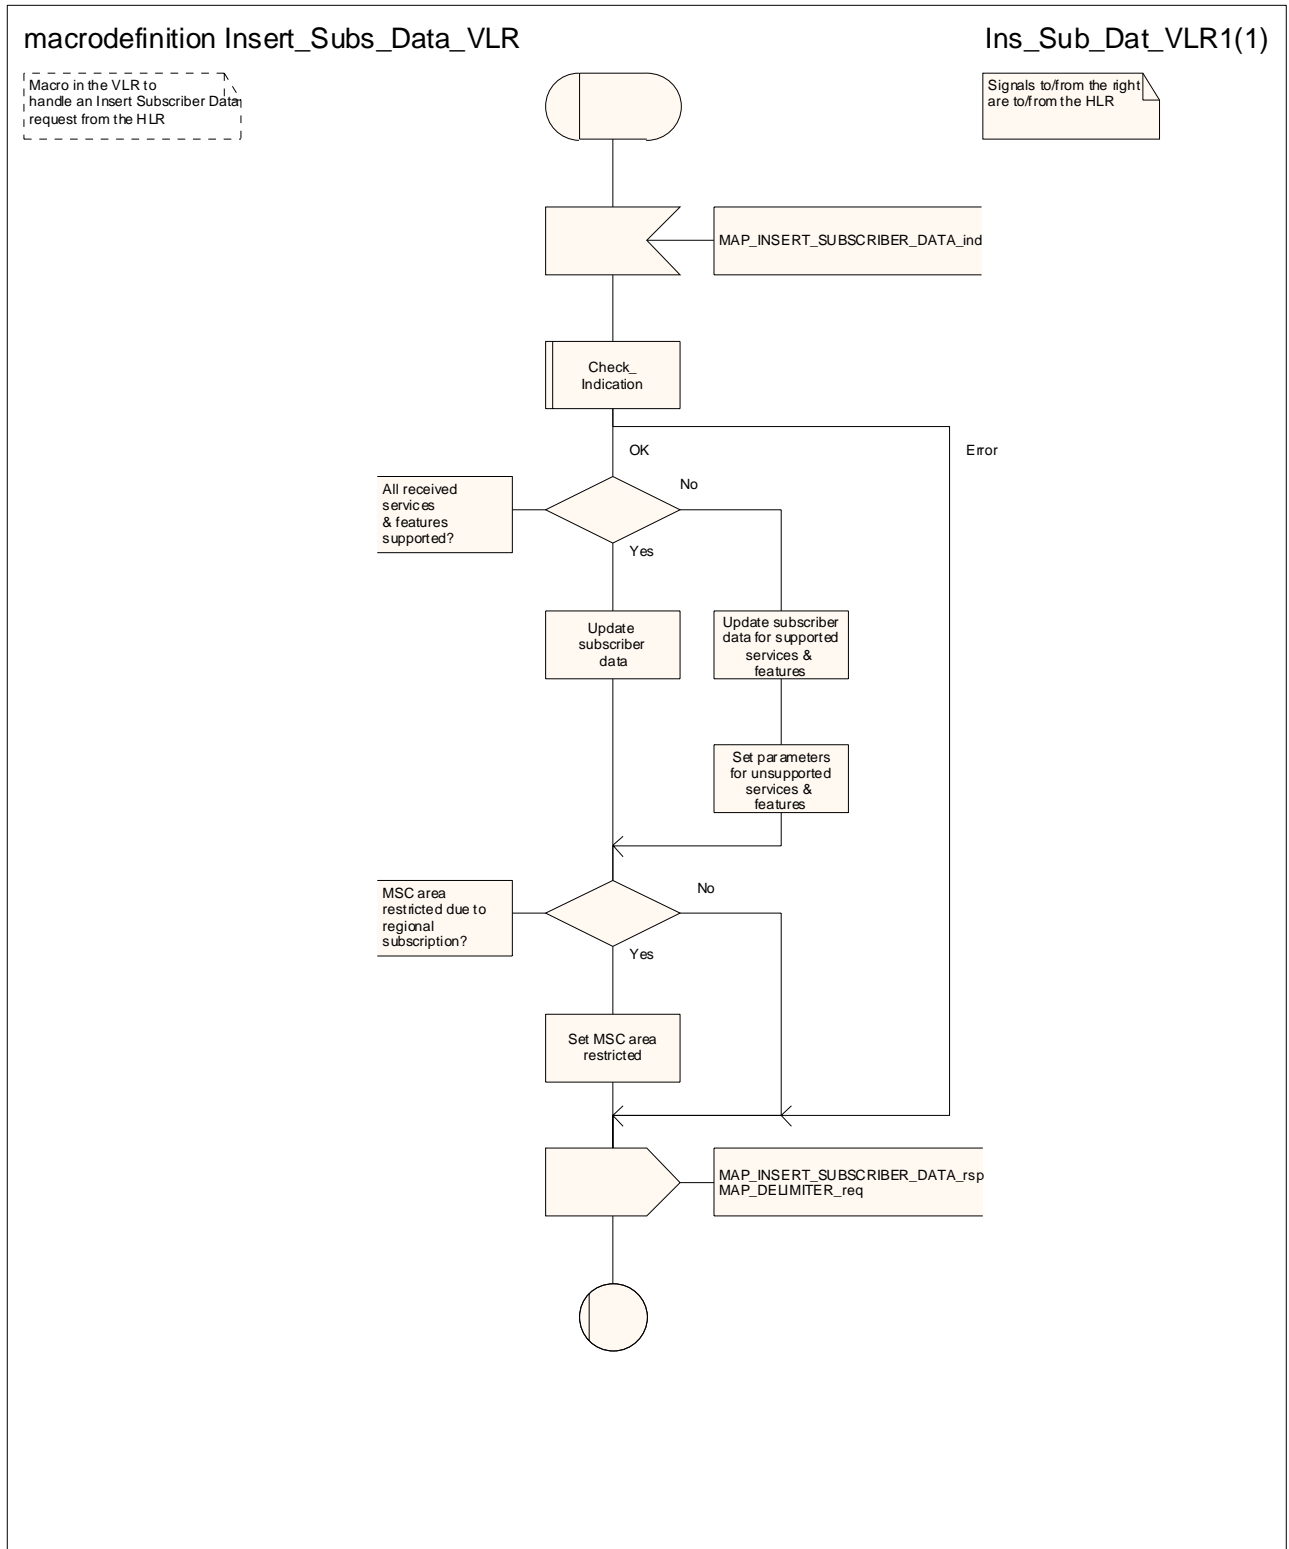 macrodefinition Insert_Subs_Data_VLR
Ins_Sub_Dat_VLR1(1)
Macro in the VLR to
handle an Insert Subscriber Data
request from the HLR
Signals to/from the right
are to/from the HLR
MAP_INSERT_SUBSCRIBER_DATA_ind
Check_
Indication
OK
Error
All received
services
& features
supported?
No
Yes
Update
subscriber
data
Update subscriber
data for supported
services &
features
Set parameters
for unsupported
services &
features
MSC area
restricted due to
regional
subscription?
No
Yes
Set MSC area
restricted
MAP_INSERT_SUBSCRIBER_DATA_rsp
MAP_DELIMITER_req